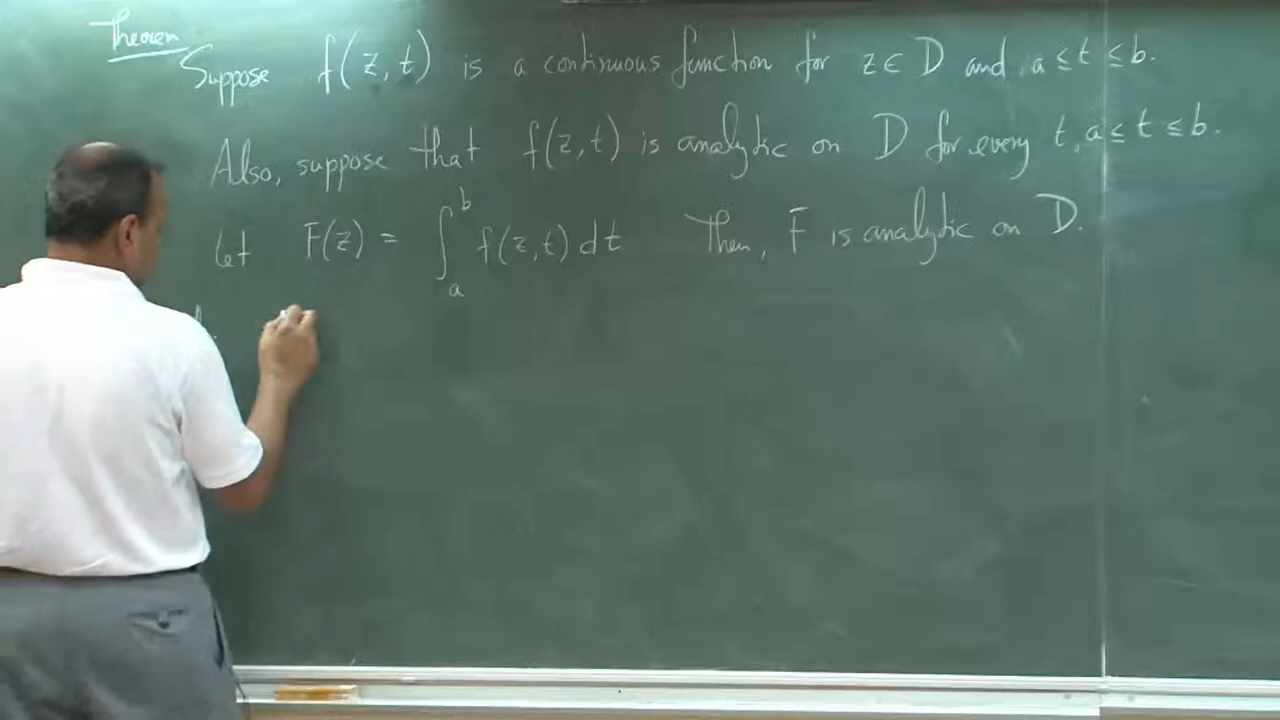 Theorem
Suppose f(z,t) is a continuous function for z ∈ D and a ≤ t ≤ b.
Also, suppose that f(z,t) is analytic on D for every t, a ≤ t ≤ b.
Let F(z) = ∫_a^b f(z,t) dt Then, F is analytic on D.